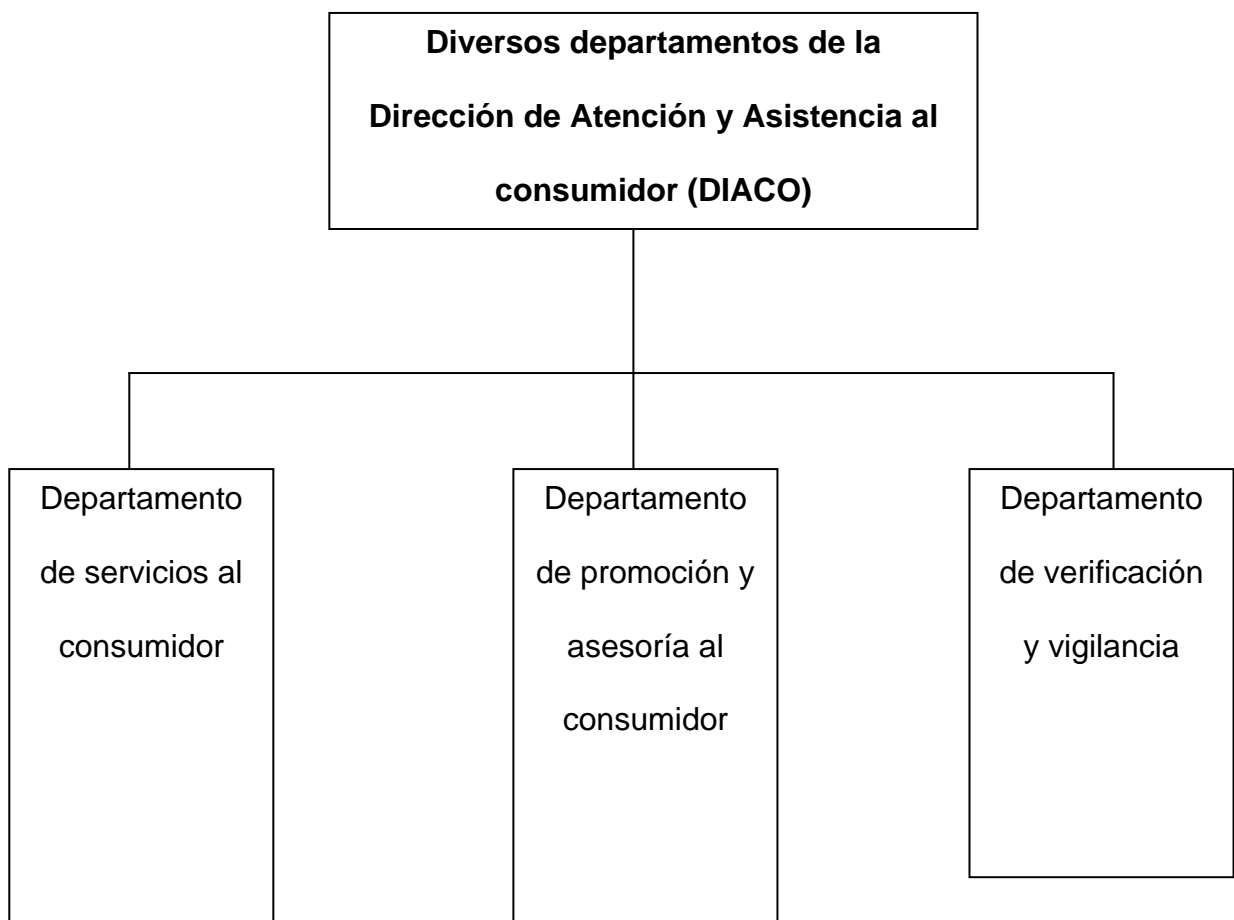 Diversos departamentos de la
Dirección de Atención y Asistencia al
consumidor (DIACO)
Departamento
de servicios al
consumidor
Departamento
de promoción y
asesoría al
consumidor
Departamento
de verificación
y vigilancia